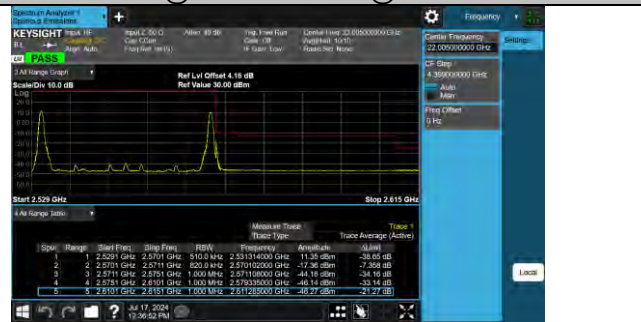 Spectrum Analyzer 1
Spurious Emissions
+
Frequency
KEYSIGHT Input: RF
Input Z: 50 Ω
Atten: 40 dB
Trig: Free Run
Center Freq: 22.005000000 GHz
RL
Align: Auto
Gate: Off
IF Gain: Low
Radio Std: None
LW PASS
Center Frequency
22.005000000 GHz
Settings
CF Step
4.360000000 GHz
Auto
Man
Freq Offset
0 Hz
3 All Range Graph
Ref Lvl Offset 4.16 dB
Scale/Div 10.0 dB
Ref Value 30.00 dBm
Log
Start 2.529 GHz
Stop 2.615 GHz
4 All Range Table
Measure Trace Trace 1
Trace Type Trace Average (Active)
Spur Range Start Freq Stop Freq RBW Frequency Amplitude ΔLimit
1 1 2.5291 GHz 2.5701 GHz 510.0 kHz 2.531314000 GHz 11.35 dBm -38.65 dB
2 2 2.5701 GHz 2.5711 GHz 820.0 kHz 2.570102000 GHz -17.36 dBm -7.358 dB
3 3 2.5711 GHz 2.5751 GHz 1.000 MHz 2.571108000 GHz -44.16 dBm -34.16 dB
4 4 2.5751 GHz 2.6101 GHz 1.000 MHz 2.579335000 GHz -46.14 dBm -33.14 dB
5 5 2.6101 GHz 2.6151 GHz 1.000 MHz 2.611285000 GHz -46.27 dBm -21.27 dB
Local
?
Jul 17, 2024
12:36:52 PM